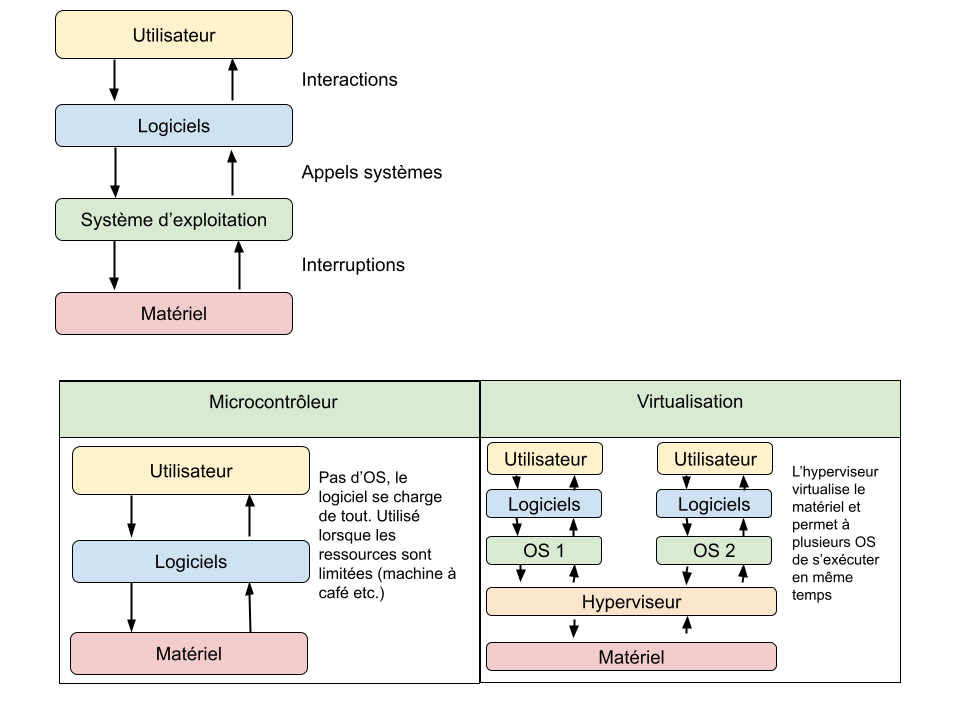 Utilisateur
Interactions
Logiciels
Appels systèmes
Système d’exploitation
Interruptions
Matériel
Microcontrôleur
Utilisateur
Pas d’OS, le
logiciel se charge
de tout. Utilisé
lorsque les
ressources sont
limitées (machine à
café etc.)
Logiciels
Matériel
Virtualisation
Utilisateur
Utilisateur
Logiciels
Logiciels
OS 1
OS 2
Hyperviseur
Matériel
L’hyperviseur
virtualise le
matériel et
permet à
plusieurs OS
de s’exécuter
en même
temps